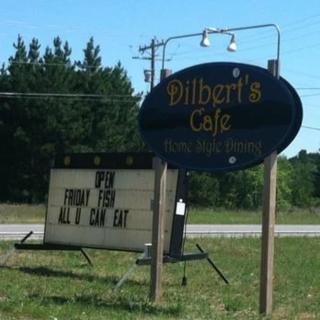 Dilbert's
Cafe
Home Style Dining
OPEN
FRIDAY FISH
ALL U CAN EAT